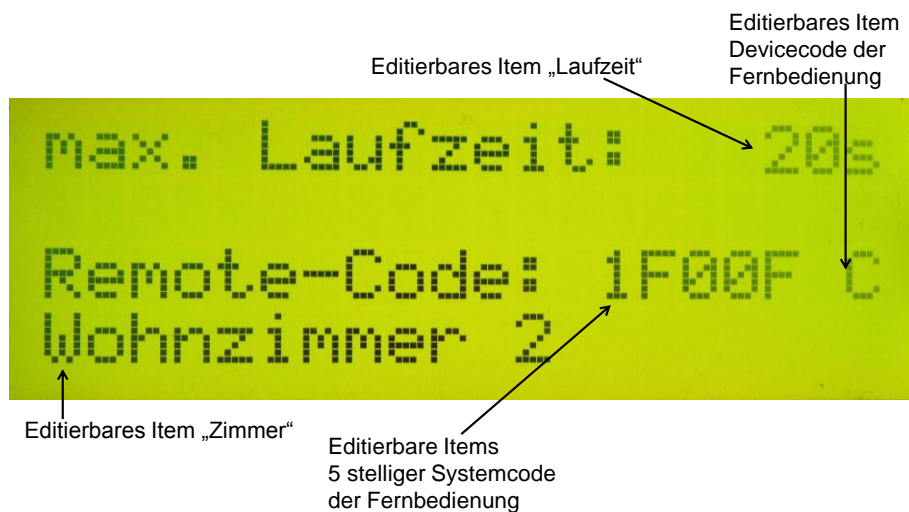 Editierbares Item
Devicecode der
Fernbedienung
Editierbares Item „Laufzeit“
max. Laufzeit: 20s
Remote-Code: 1F00F C
Wohnzimmer 2
Editierbares Item „Zimmer“
Editierbare Items
5 stelliger Systemcode
der Fernbedienung